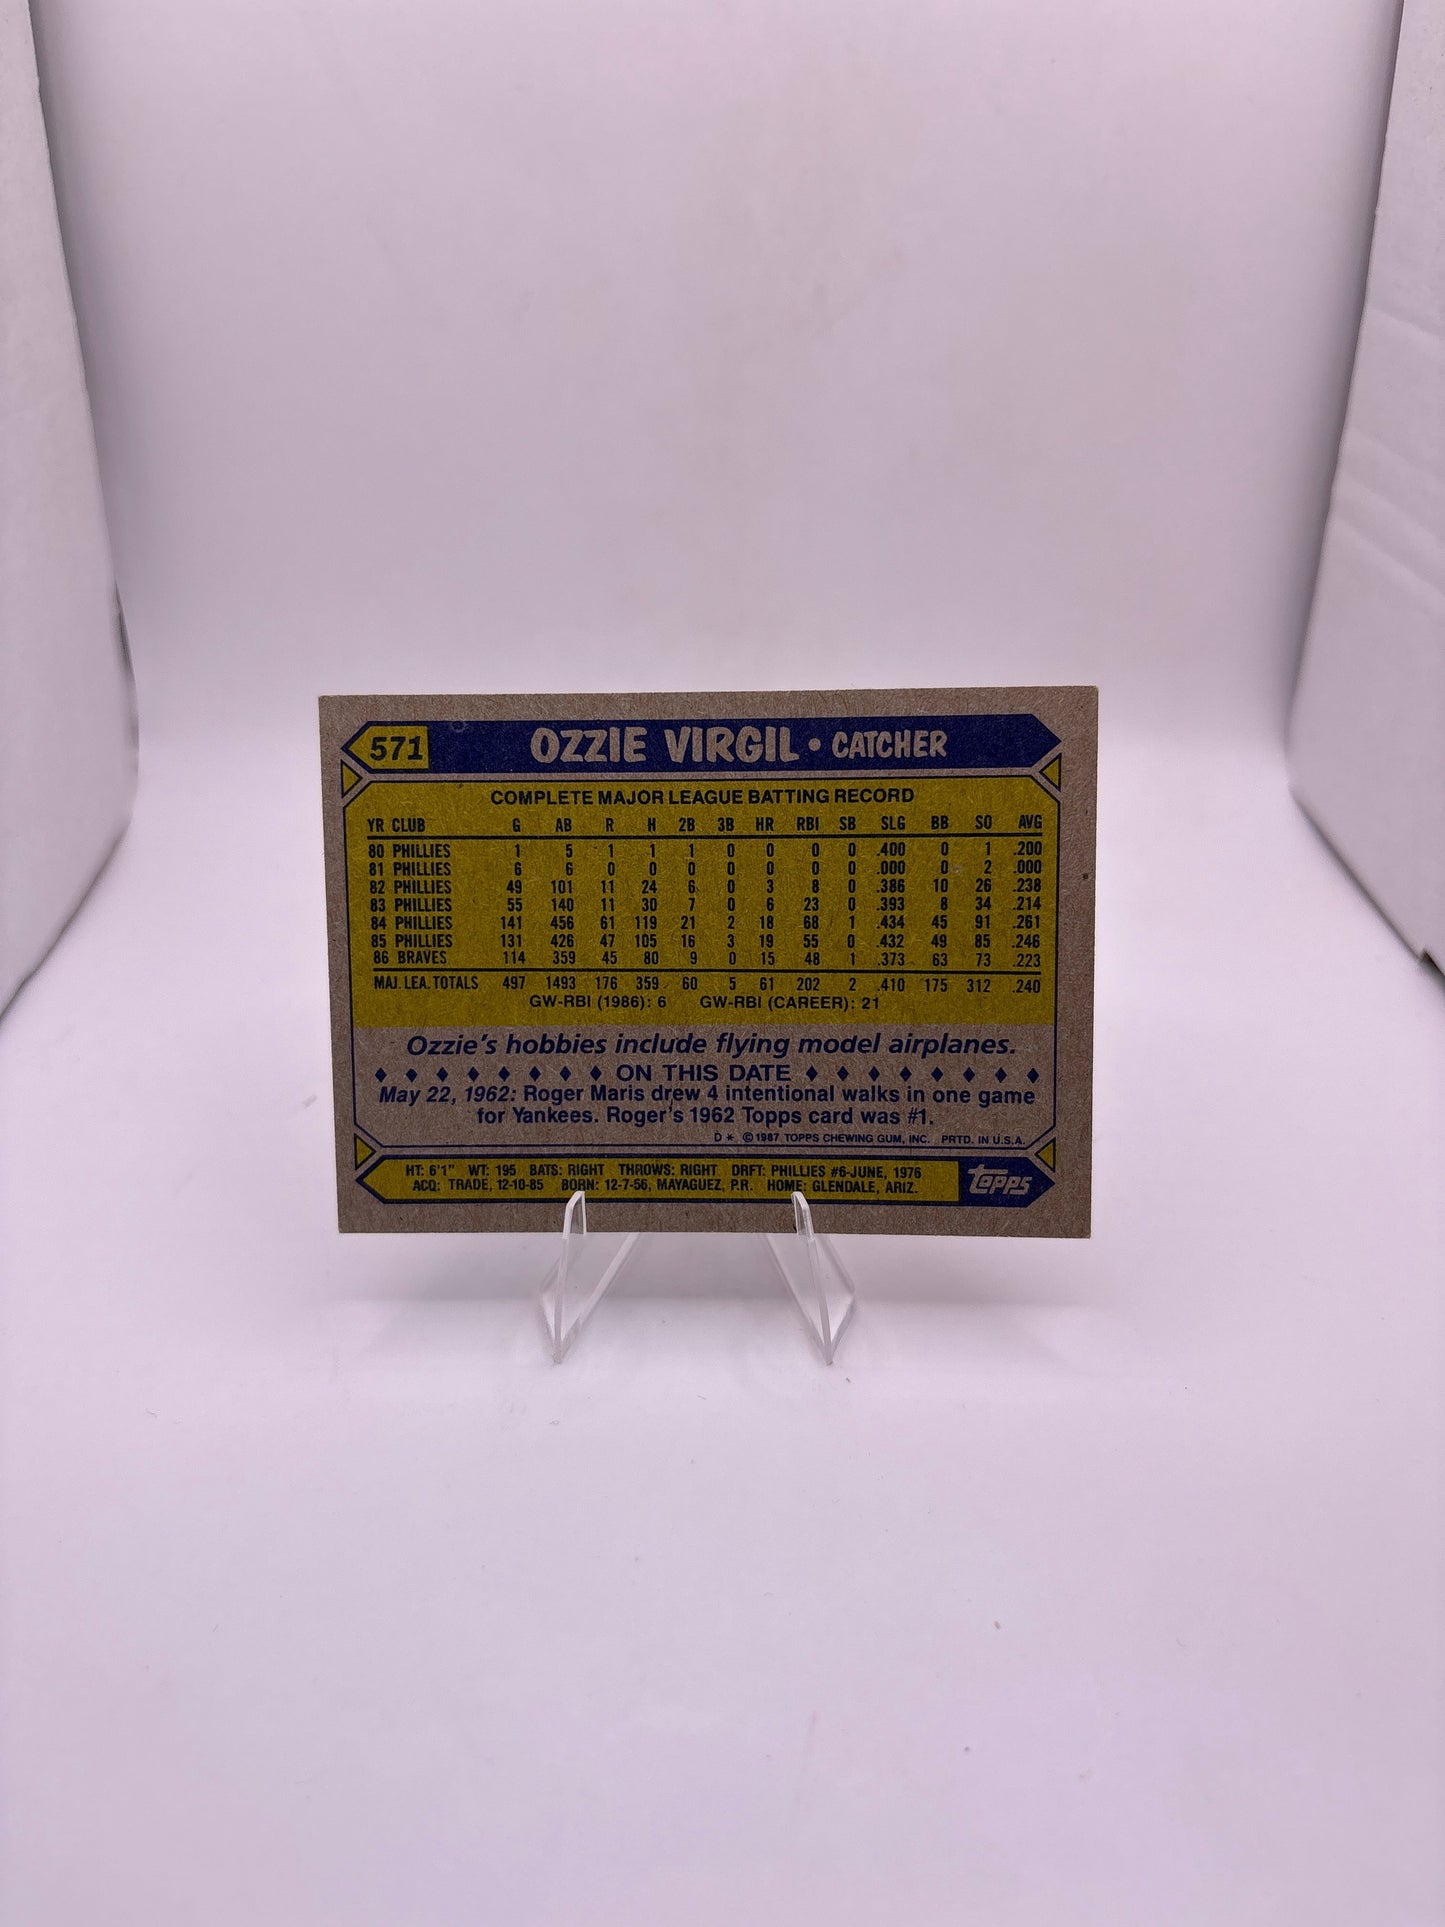 571 OZZIE VIRGIL • CATCHER
COMPLETE MAJOR LEAGUE BATTING RECORD
YR CLUB G AB R H 2B 3B HR RBI SB SLG BB SO AVG
80 PHILLIES 1 5 1 1 1 0 0 0 0 .400 0 1 .200
81 PHILLIES 6 6 0 0 0 0 0 0 0 .000 0 2 .000
82 PHILLIES 49 101 11 24 6 0 3 8 0 .386 10 26 .238
83 PHILLIES 55 140 11 30 7 0 6 23 0 .393 8 34 .214
84 PHILLIES 141 456 61 119 21 2 18 68 1 .434 45 91 .261
85 PHILLIES 131 426 47 105 16 3 19 55 0 .432 49 85 .246
86 BRAVES 114 359 45 80 9 0 15 48 1 .373 63 73 .223
MAJ. LEA. TOTALS 497 1493 176 359 60 5 61 202 2 .410 175 312 .240
GW-RBI (1986): 6 GW-RBI (CAREER): 21
Ozzie's hobbies include flying model airplanes.
ON THIS DATE
May 22, 1962: Roger Maris drew 4 intentional walks in one game
for Yankees. Roger's 1962 Topps card was #1.
D* © 1987 TOPPS CHEWING GUM, INC. PRTD. IN U.S.A.
HT: 6'1" WT: 195 BATS: RIGHT THROWS: RIGHT DRFT: PHILLIES #6-JUNE, 1976
ACQ: TRADE, 12-10-85 BORN: 12-7-56, MAYAGUEZ, P.R. HOME: GLENDALE, ARIZ.
topps